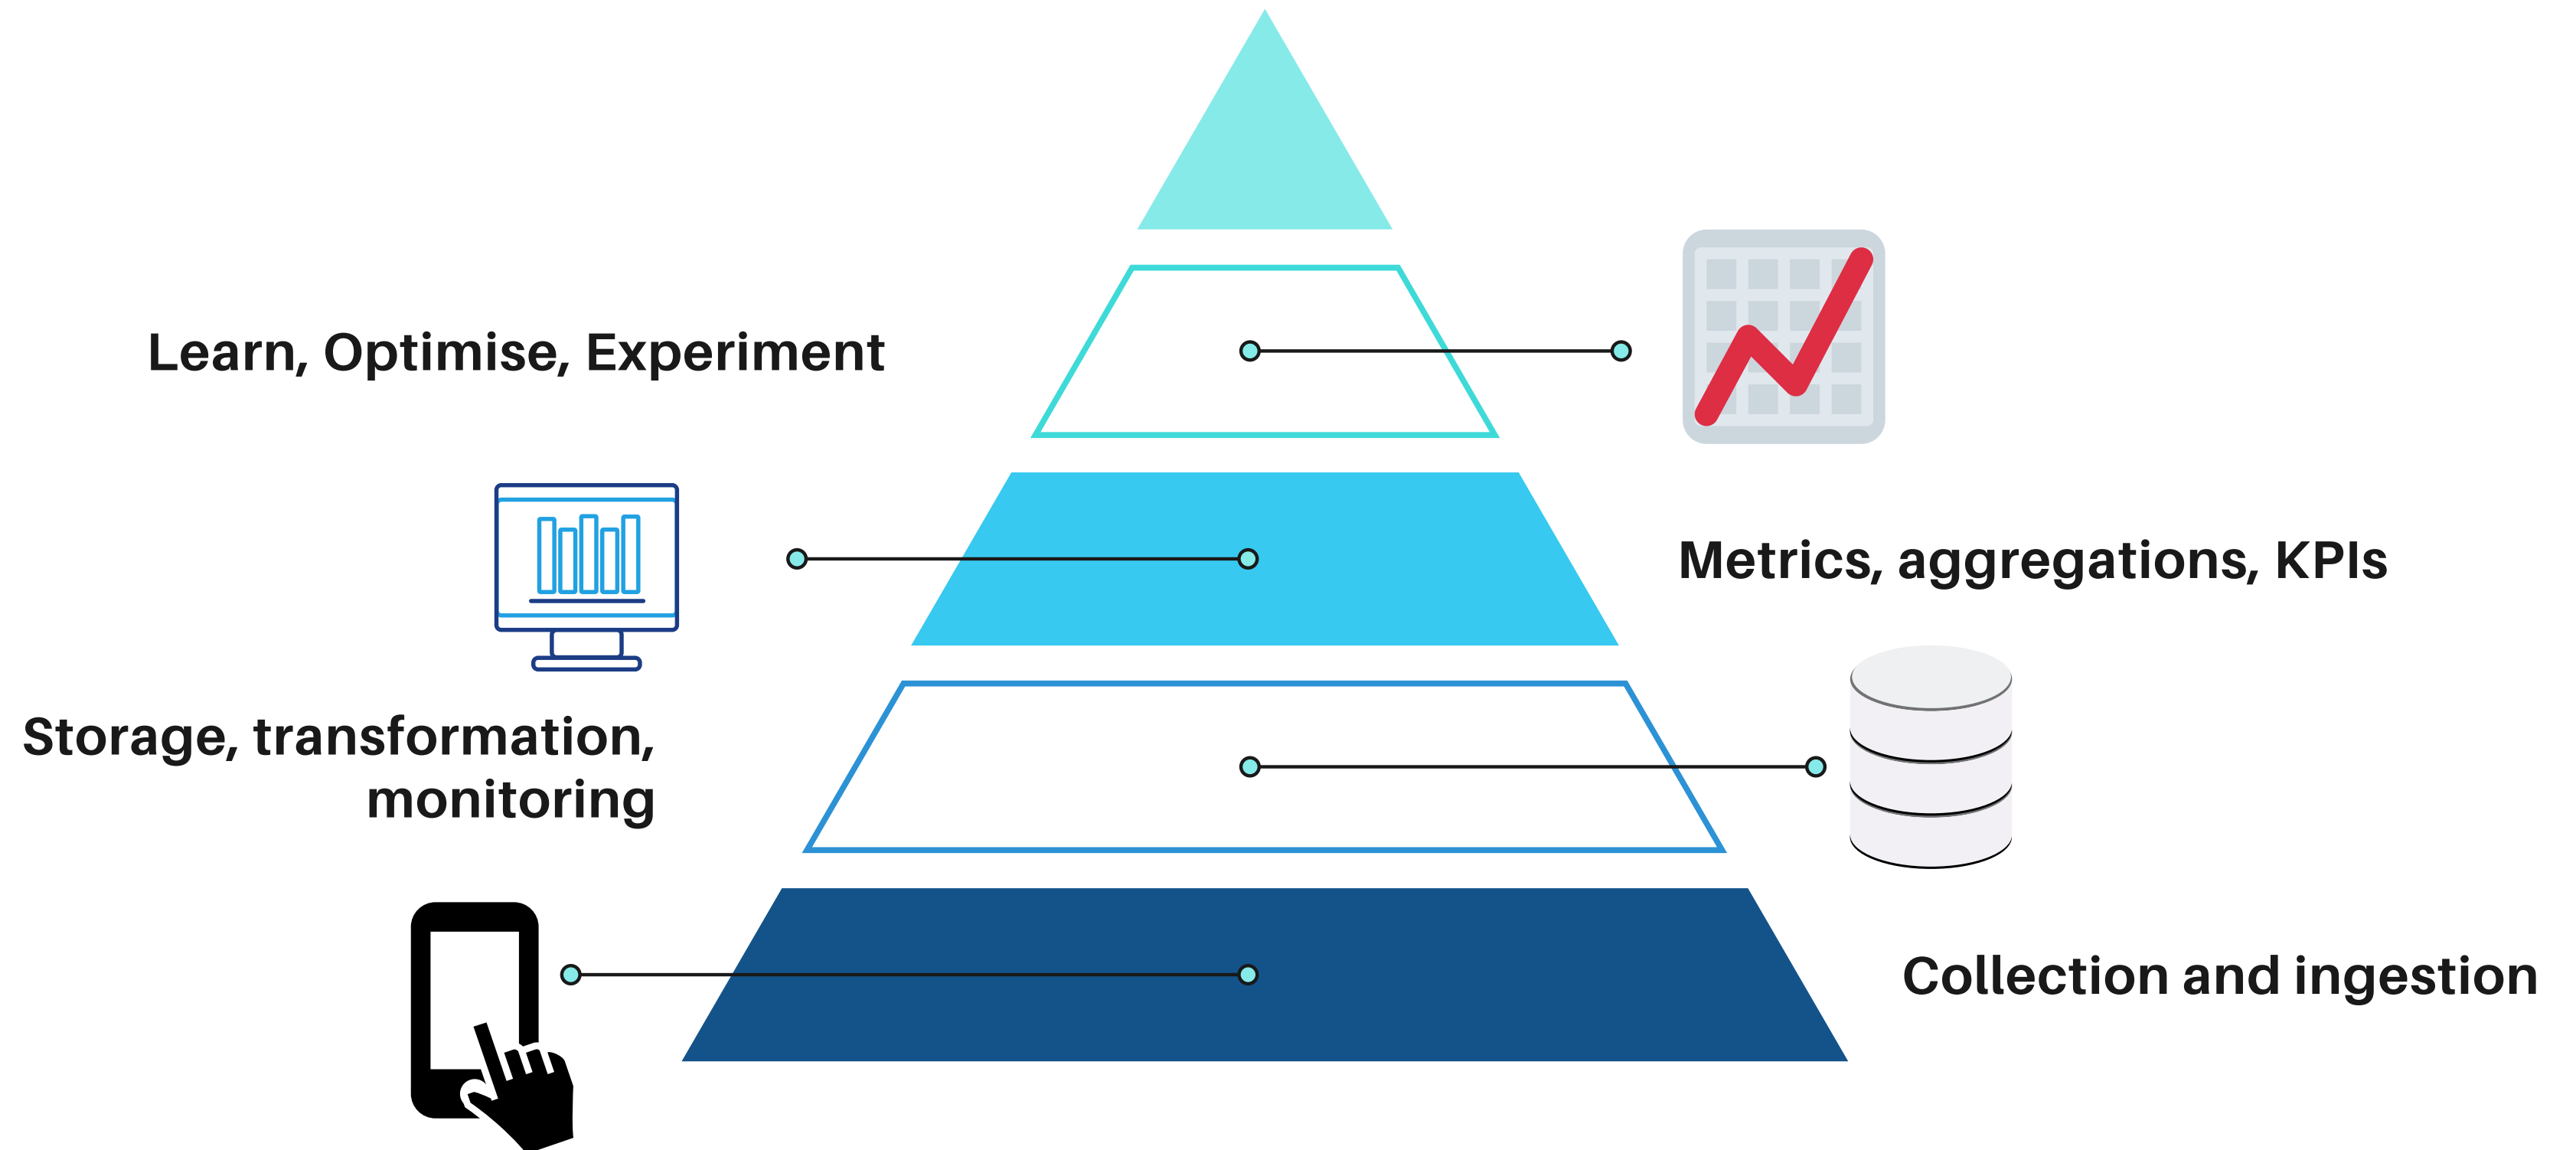 Learn, Optimise, Experiment
Metrics, aggregations, KPIs
Storage, transformation,
monitoring
Collection and ingestion